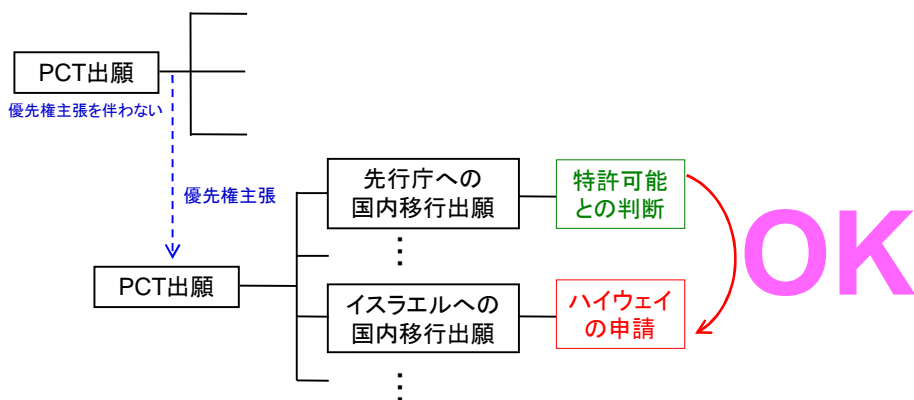 PCT出願
優先権主張を伴わない
優先権主張
PCT出願
先行庁への
国内移行出願
特許可能
との判断
OK
イスラエルへの
国内移行出願
ハイウェイ
の申請